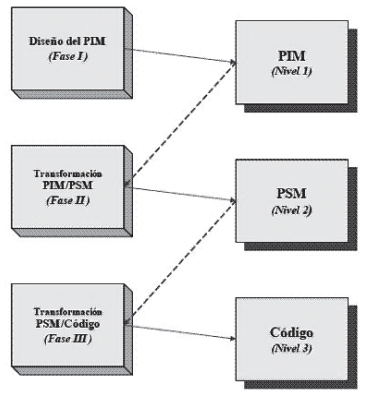 Diseño del PIM
(Fase I)
PIM
(Nivel 1)
Transformación
PIM/PSM
(Fase II)
PSM
(Nivel 2)
Transformación
PSM/Código
(Fase III)
Código
(Nivel 3)